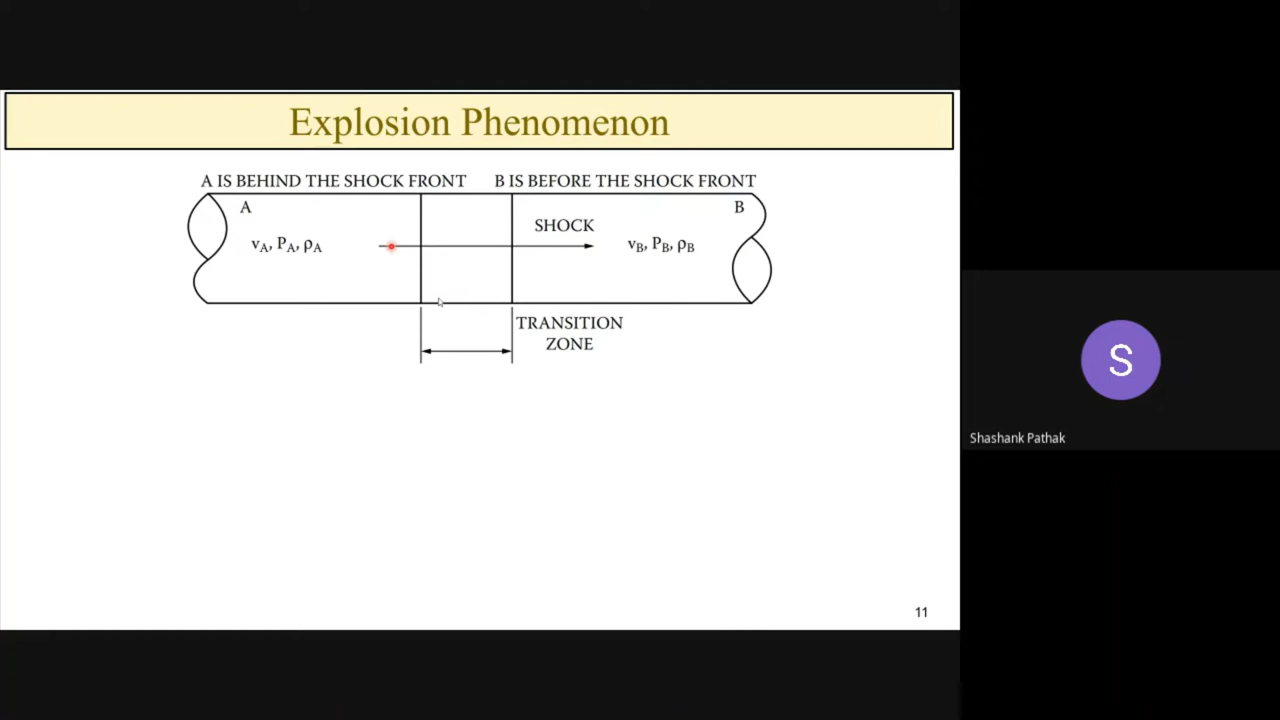 Explosion Phenomenon
A IS BEHIND THE SHOCK FRONT B IS BEFORE THE SHOCK FRONT
A B
SHOCK
vA, PA, ρA vB, PB, ρB
TRANSITION
ZONE
11
S
Shashank Pathak